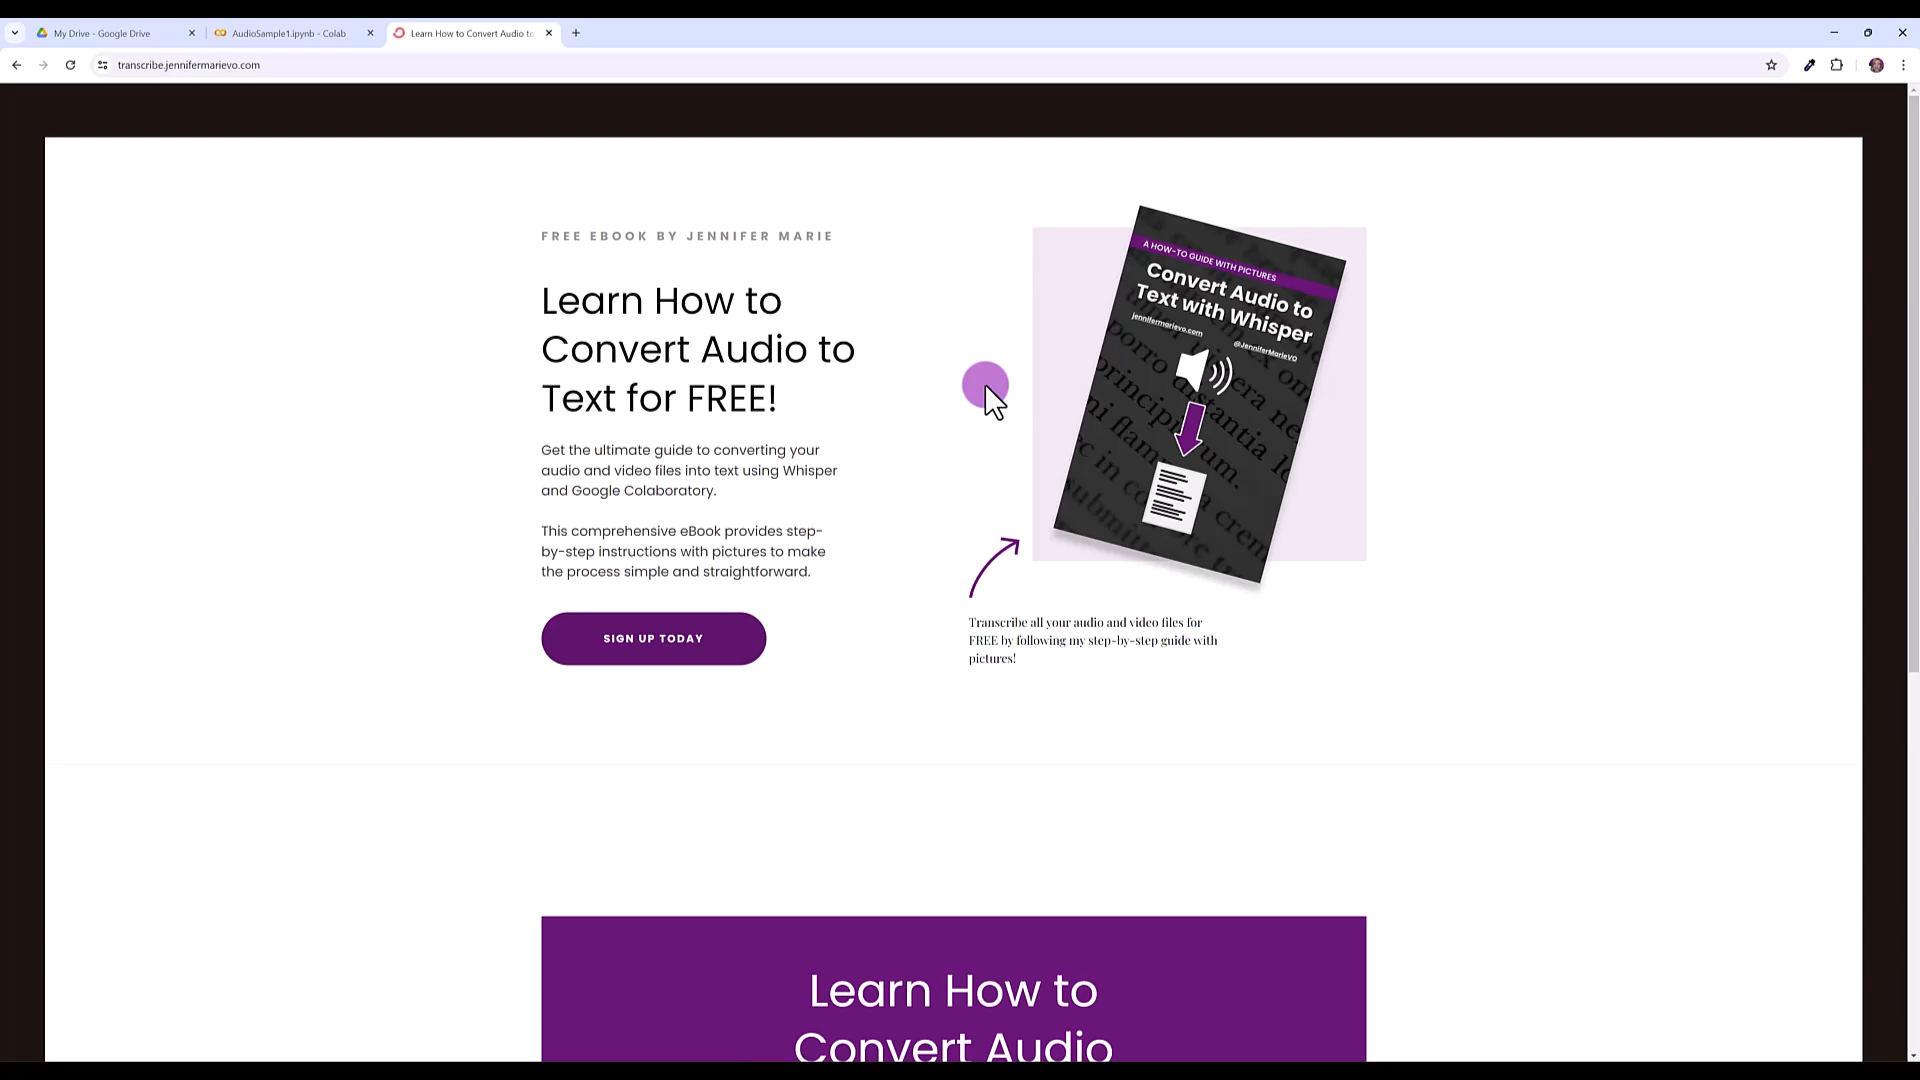 My Drive - Google Drive
AudioSample1.ipynb - Colab
Learn How to Convert Audio to
transcribe.jennifermarievo.com
FREE EBOOK BY JENNIFER MARIE
Learn How to
Convert Audio to
Text for FREE!
Get the ultimate guide to converting your
audio and video files into text using Whisper
and Google Colaboratory.
This comprehensive eBook provides step-
by-step instructions with pictures to make
the process simple and straightforward.
SIGN UP TODAY
A HOW-TO GUIDE WITH PICTURES
Convert Audio to
Text with Whisper
jennifermarievo.com
@JenniferMarieVO
Transcribe all your audio and video files for
FREE by following my step-by-step guide with
pictures!
Learn How to
Convert Audio